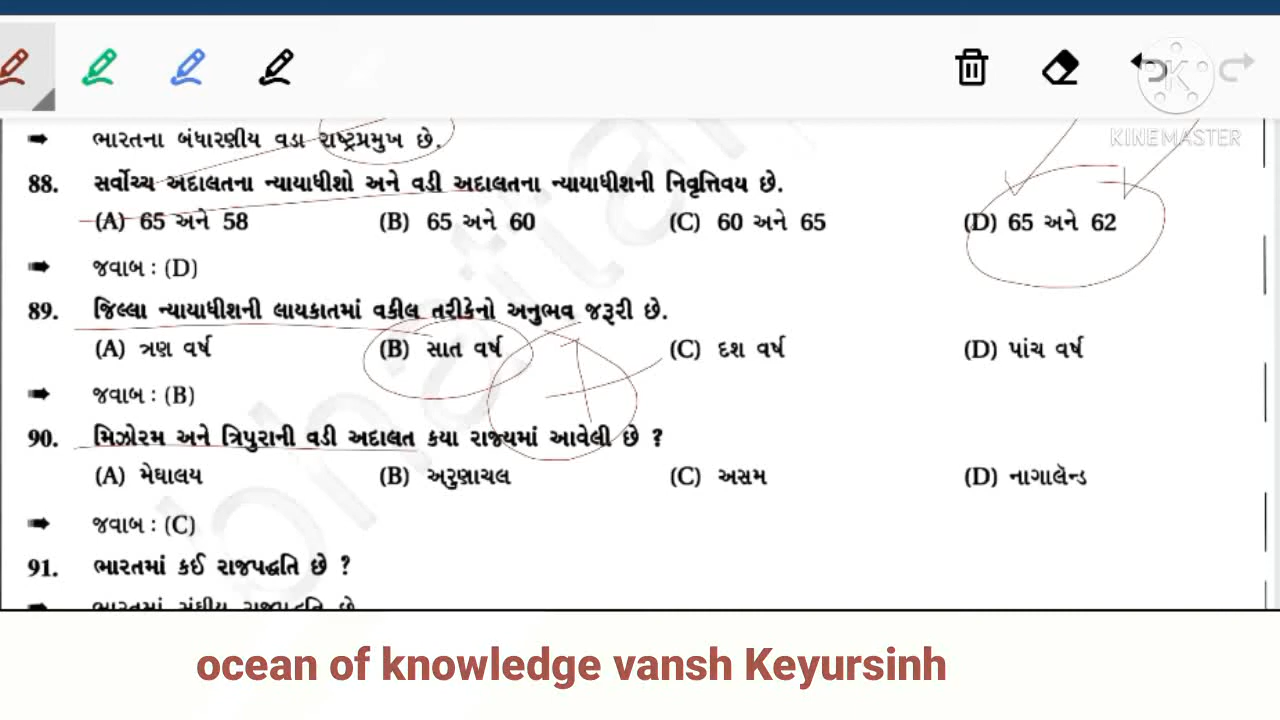 KINEMASTER
➡ ભારતના બંધારણીય વડા રાષ્ટ્રપ્રમુખ છે.
88. સર્વોચ્ચ અદાલતના ન્યાયાધીશો અને વડી અદાલતના ન્યાયાધીશની નિવૃત્તિવય છે.
(A) 65 અને 58 (B) 65 અને 60 (C) 60 અને 65 (D) 65 અને 62
➡ જવાબ : (D)
89. જિલ્લા ન્યાયાધીશની લાયકાતમાં વકીલ તરીકેનો અનુભવ જરૂરી છે.
(A) ત્રણ વર્ષ (B) સાત વર્ષ (C) દશ વર્ષ (D) પાંચ વર્ષ
➡ જવાબ : (B)
90. મિઝોરમ અને ત્રિપુરાની વડી અદાલત કયા રાજ્યમાં આવેલી છે ?
(A) મેઘાલય (B) અરુણાચલ (C) અસમ (D) નાગાલૅન્ડ
➡ જવાબ : (C)
91. ભારતમાં કઈ રાજપદ્ધતિ છે ?
➡ ભારતમાં સંઘીય રાજપદ્ધતિ છે
ocean of knowledge vansh Keyursinh